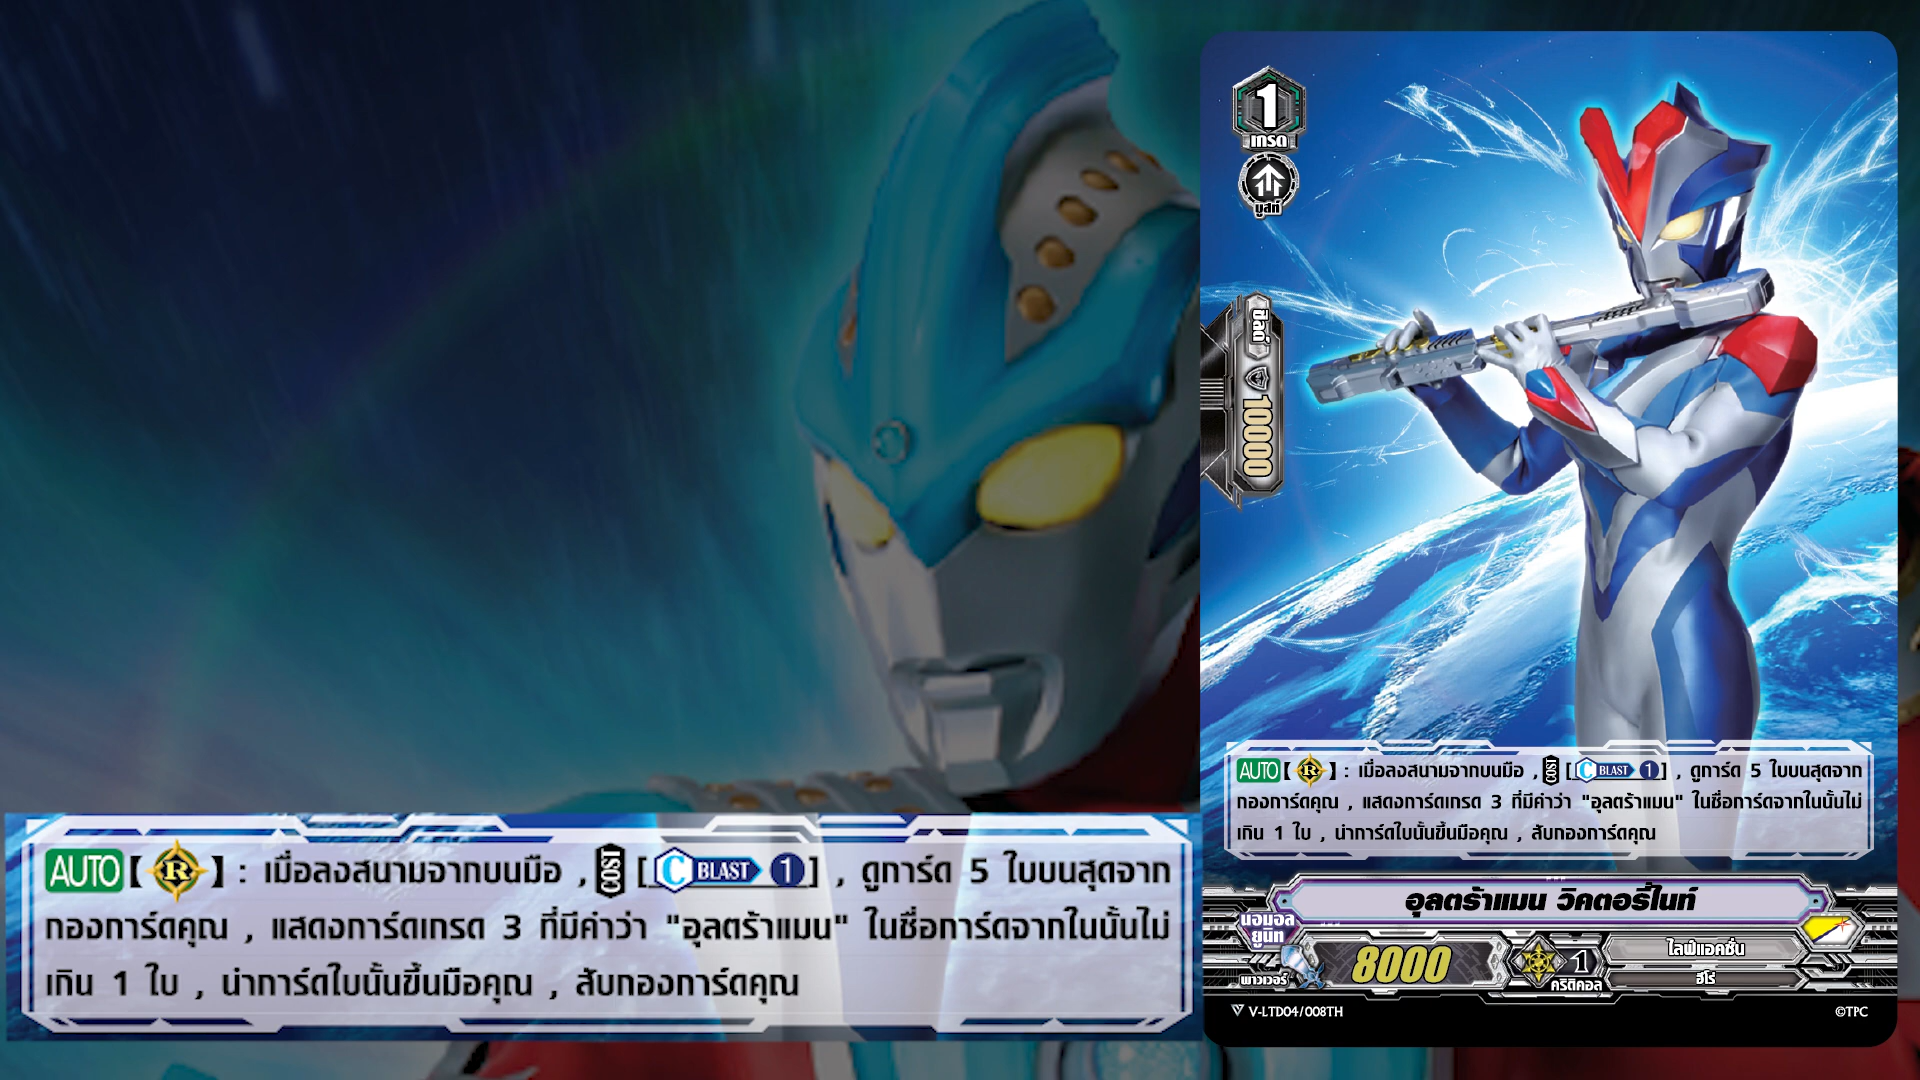 AUTO【R】: เมื่อลงสนามจากบนมือ , COST [C BLAST 1] , ดูการ์ด 5 ใบบนสุดจาก
กองการ์ดคุณ , แสดงการ์ดเกรด 3 ที่มีคำว่า "อุลตร้าแมน" ในชื่อการ์ดจากในนั้นไม่
เกิน 1 ใบ , นำการ์ดใบนั้นขึ้นมือคุณ , สับกองการ์ดคุณ
1
เกรด
บูสท์
ชีลด์
10000
AUTO【R】: เมื่อลงสนามจากบนมือ , COST [C BLAST 1] , ดูการ์ด 5 ใบบนสุดจาก
กองการ์ดคุณ , แสดงการ์ดเกรด 3 ที่มีคำว่า "อุลตร้าแมน" ในชื่อการ์ดจากในนั้นไม่
เกิน 1 ใบ , นำการ์ดใบนั้นขึ้นมือคุณ , สับกองการ์ดคุณ
อุลตร้าแมน วิคตอรี่ไนท์
นอมอล
ยูนิท
พาวเวอร์
8000
1
คริติคอล
ไลฟ์แอคชั่น
ฮีโร่
V-LTD04/008TH
©TPC